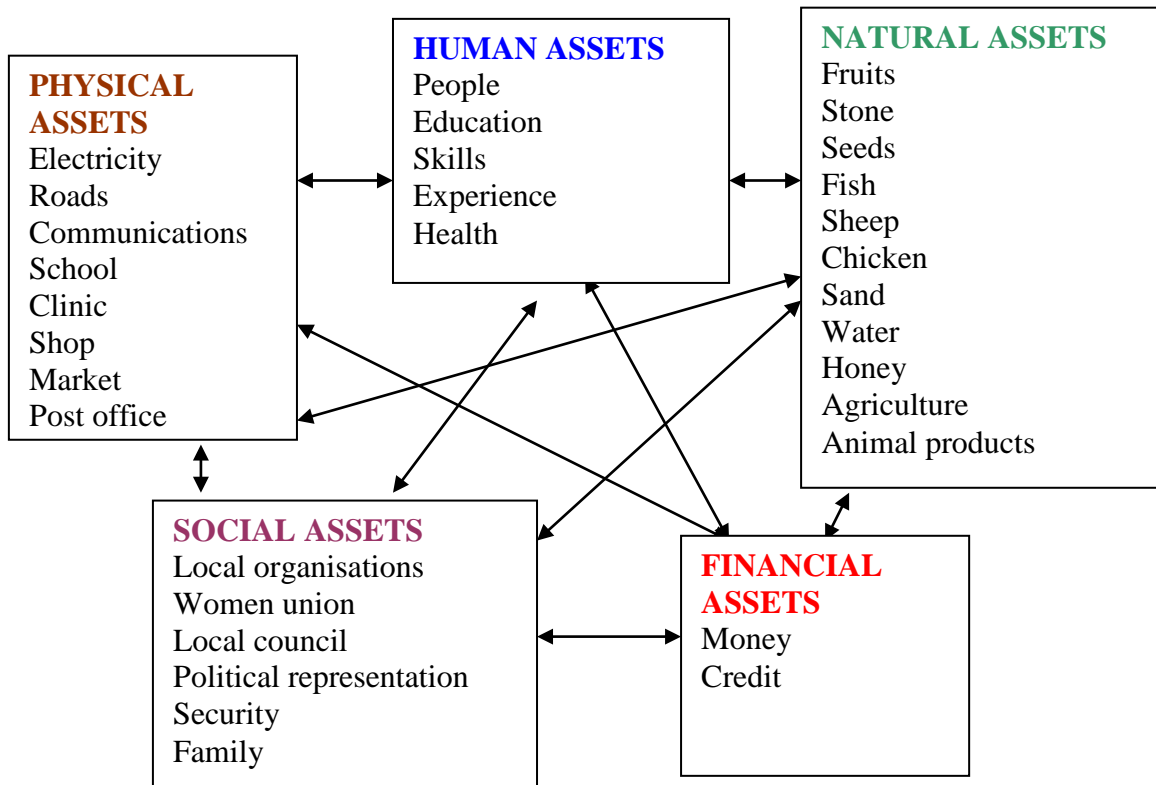 PHYSICAL
ASSETS
Electricity
Roads
Communications
School
Clinic
Shop
Market
Post office
HUMAN ASSETS
People
Education
Skills
Experience
Health
NATURAL ASSETS
Fruits
Stone
Seeds
Fish
Sheep
Chicken
Sand
Water
Honey
Agriculture
Animal products
SOCIAL ASSETS
Local organisations
Women union
Local council
Political representation
Security
Family
FINANCIAL
ASSETS
Money
Credit